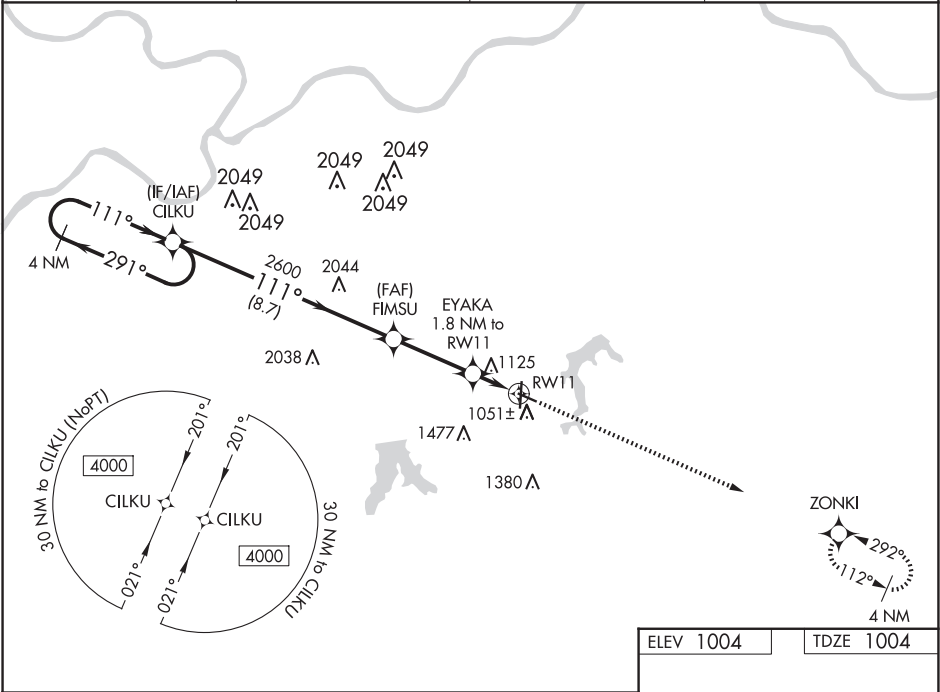 2049
2049
2049
2049
2049
(IF/IAF)
CILKU
111°
4 NM
291°
2600
111°
(8.7)
2044
(FAF)
FIMSU
EYAKA
1.8 NM to
RW11
1125
RW11
2038
1051±
1477
1380
30 NM to CILKU (NoPT)
201°
4000
CILKU
021°
201°
CILKU
4000
021°
30 NM to CILKU
ZONKI
292°
112°
4 NM
ELEV 1004
TDZE 1004